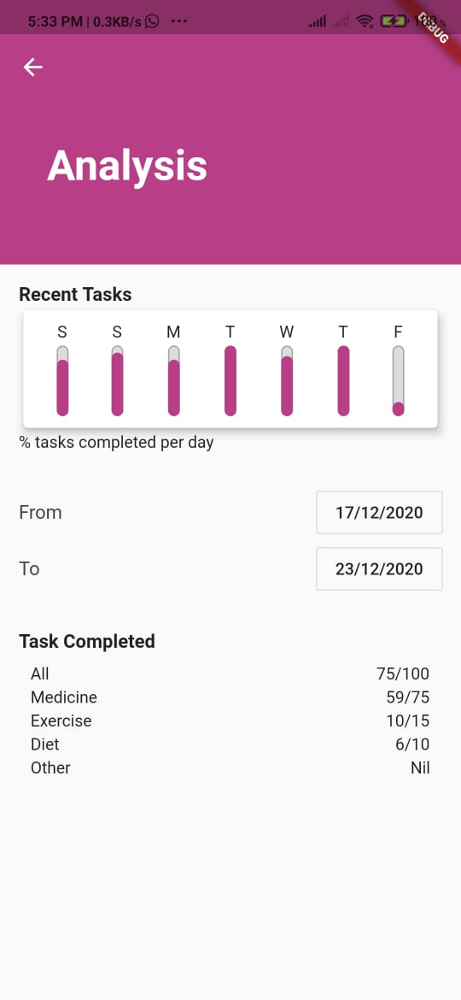 5:33 PM | 0.3KB/s ...
DEBUG
Analysis
Recent Tasks
S S M T W T F
% tasks completed per day
From 17/12/2020
To 23/12/2020
Task Completed
All 75/100
Medicine 59/75
Exercise 10/15
Diet 6/10
Other Nil